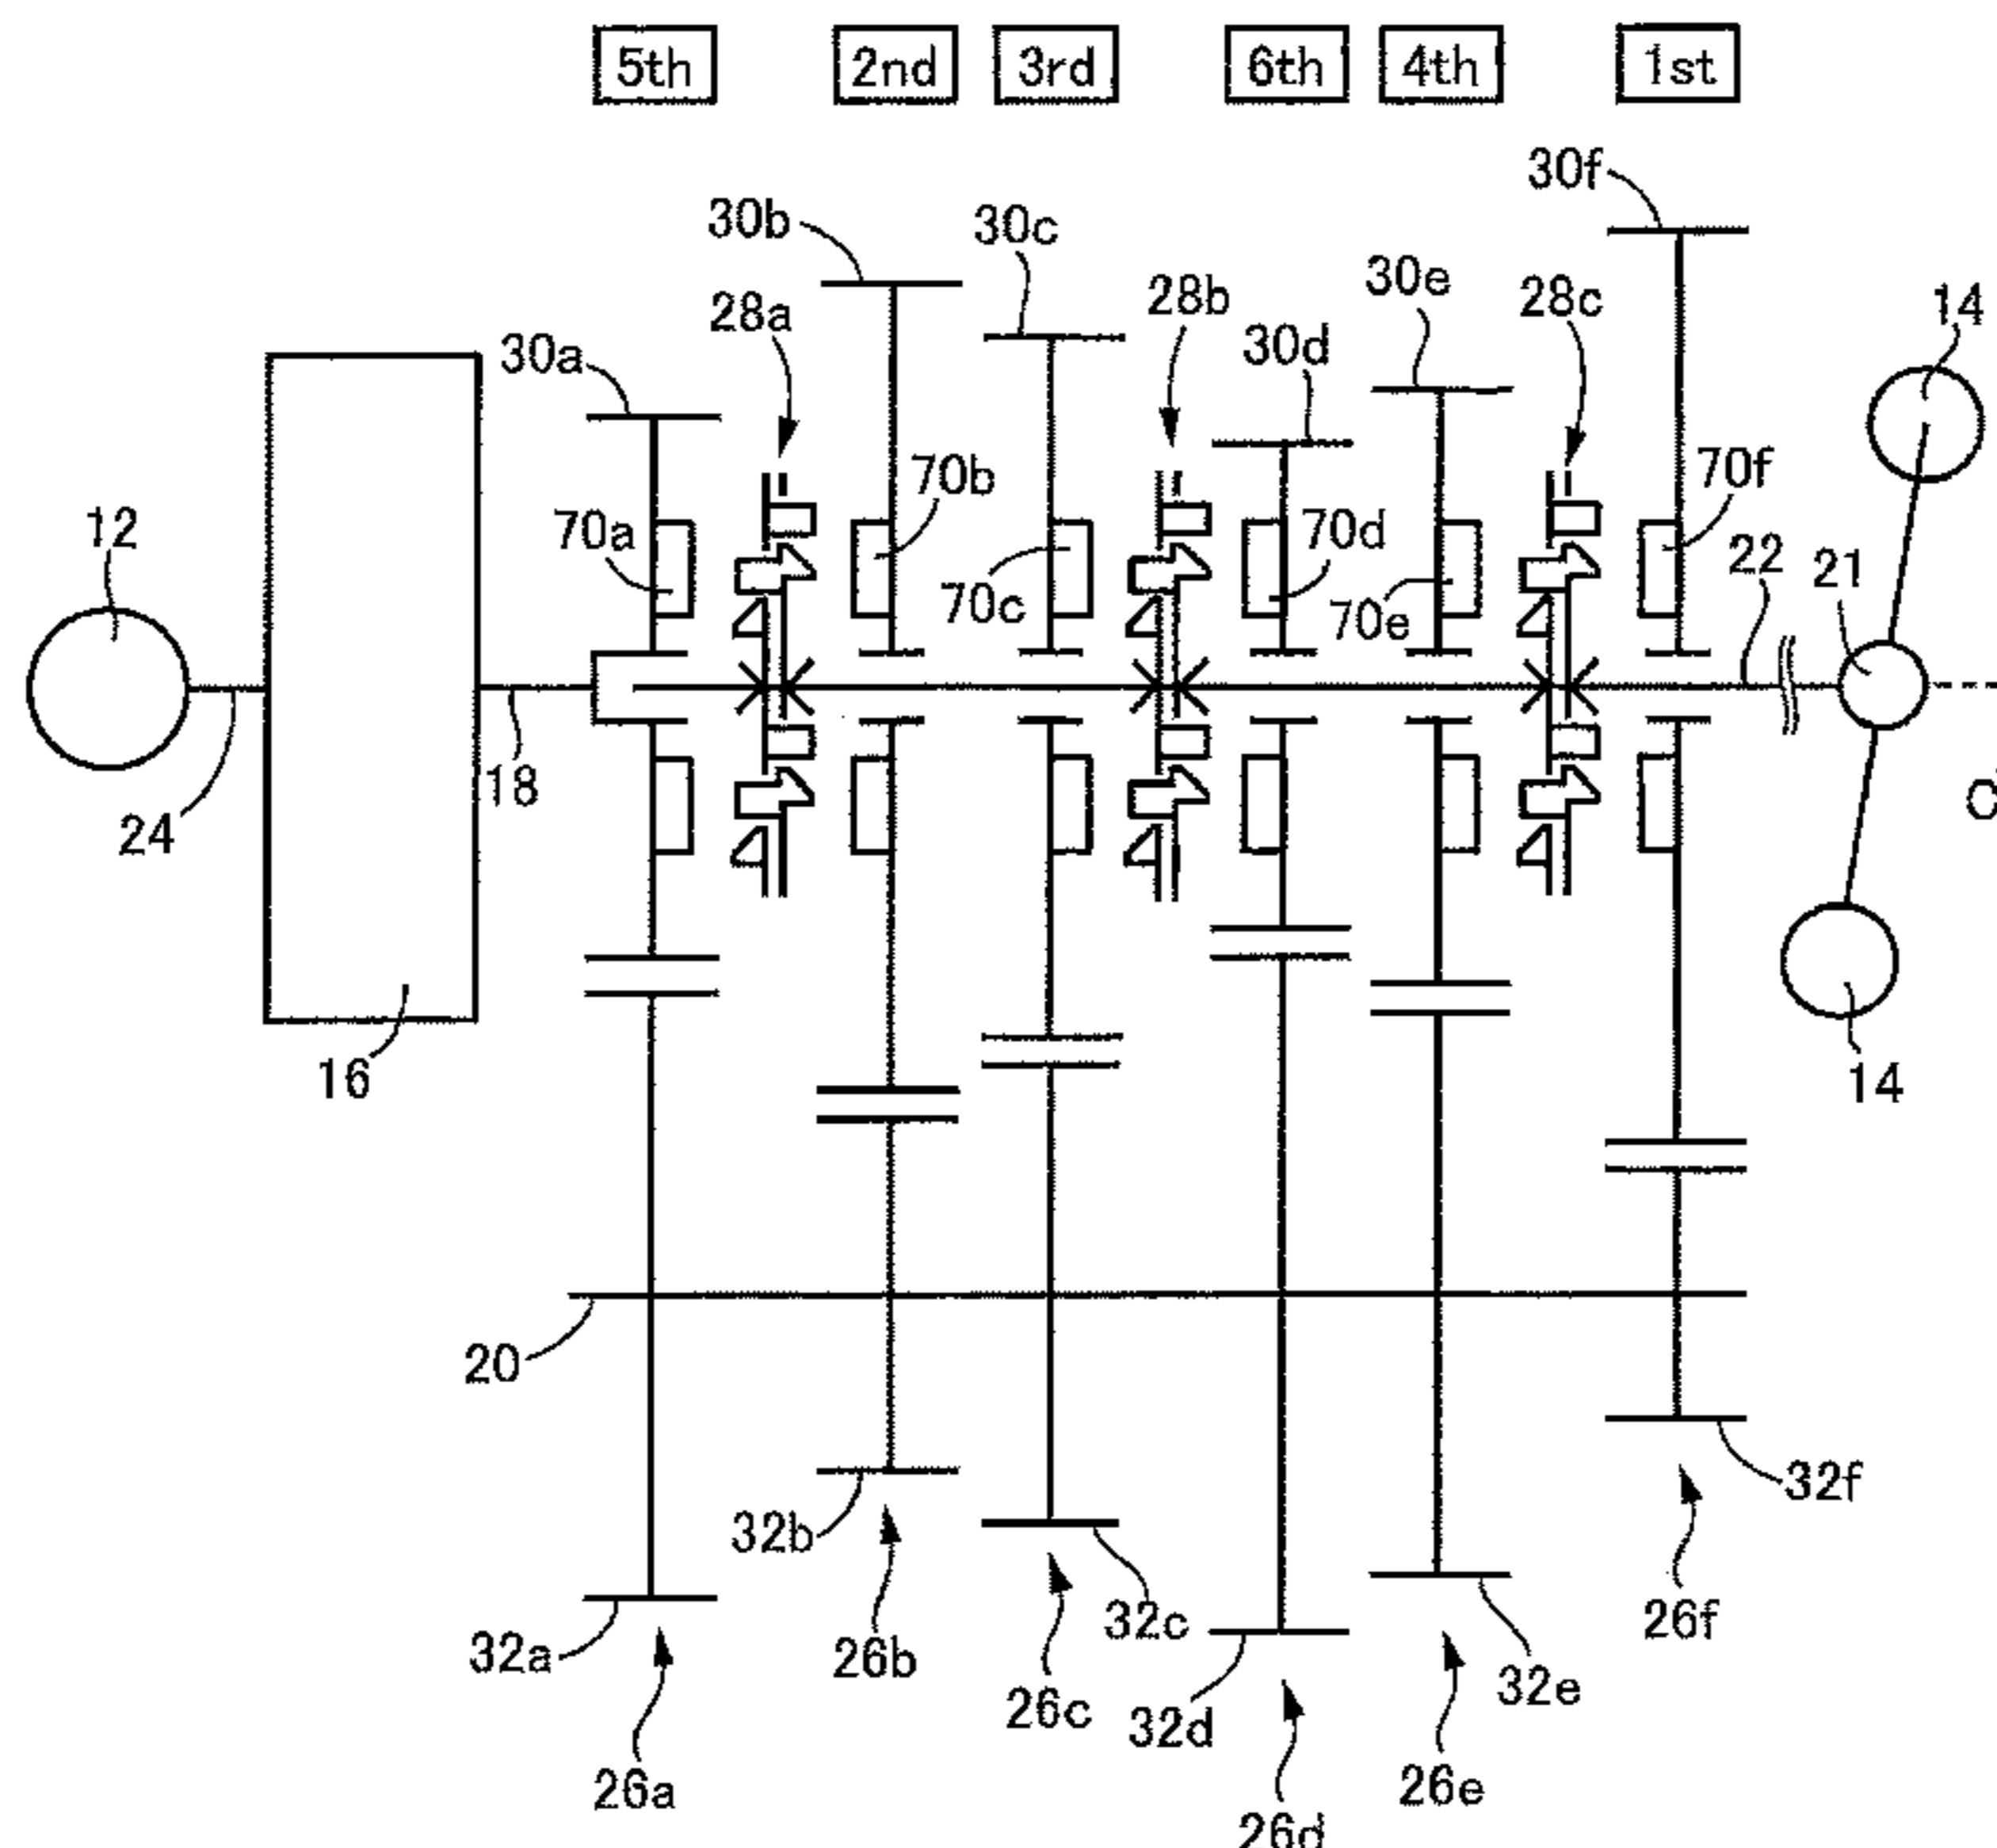 5th 2nd 3rd 6th 4th 1st
30f
30b 30c
28a 28b 30e 28c 14
30a 30d
70b 70f
12 70a 70c 70d 70e 22 21
24 18 C
16 14
20
32b 32f
32a 26b 32c 26f
26c 32d 32e
26a 26e
26d